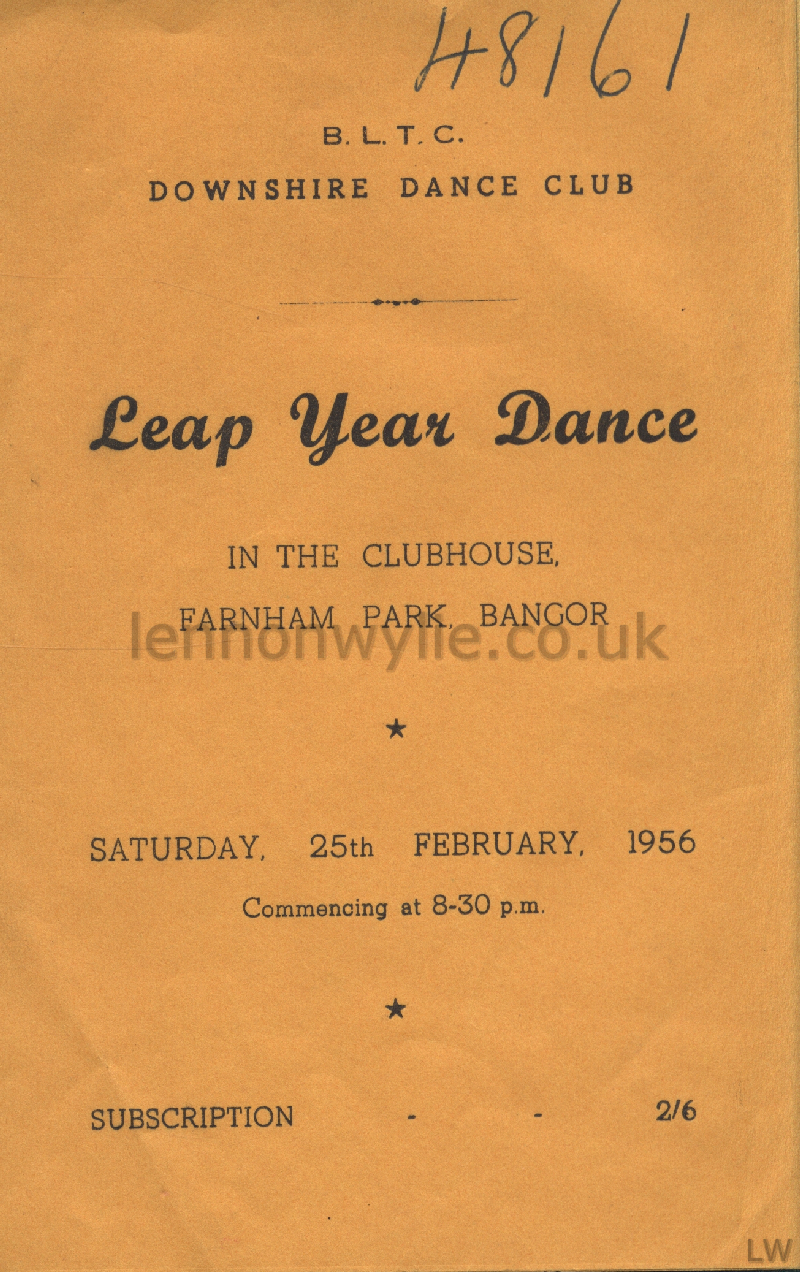 48161
B. L. T. C.
DOWNSHIRE DANCE CLUB
Leap Year Dance
IN THE CLUBHOUSE,
FARNHAM PARK, BANGOR
lennonwylie.co.uk
SATURDAY, 25th FEBRUARY, 1956
Commencing at 8-30 p.m.
SUBSCRIPTION - - 2/6
LW